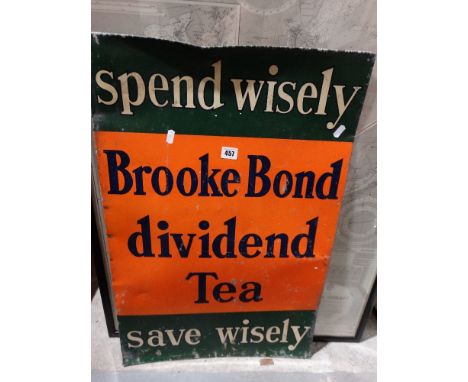 spend wisely
457
Brooke Bond
dividend
Tea
save wisely